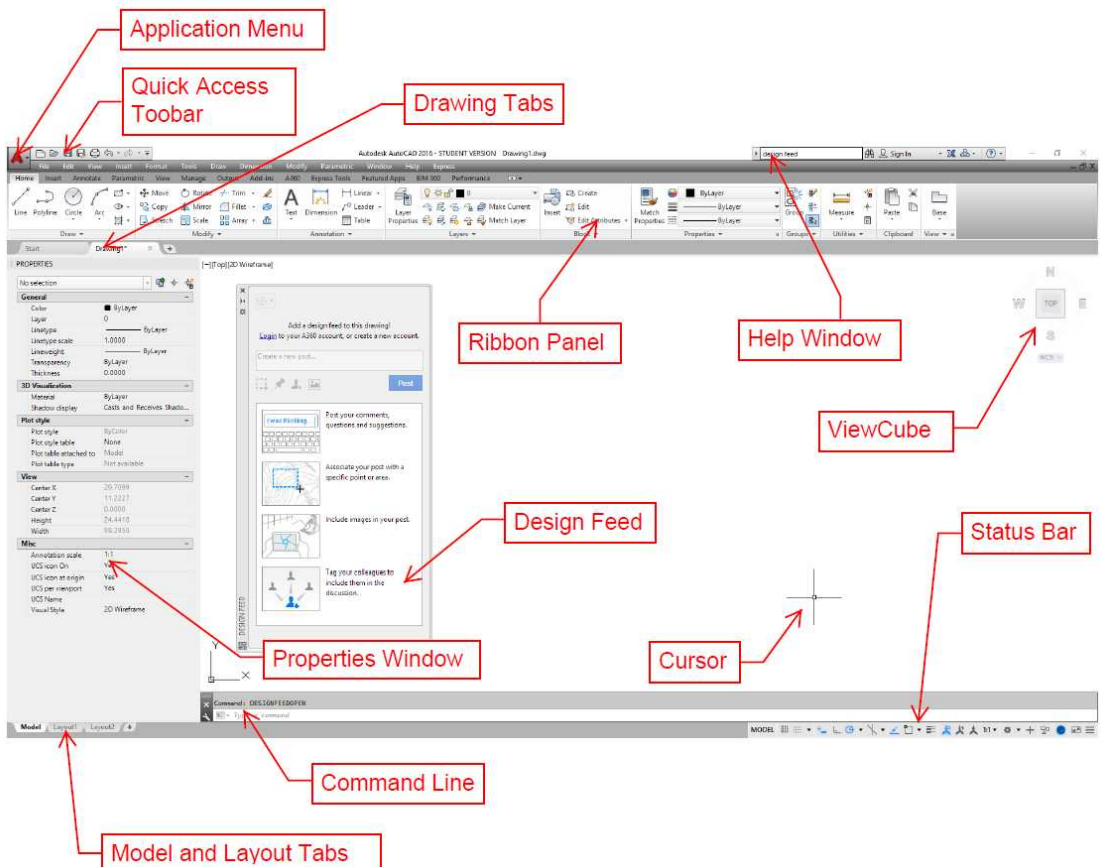 Application Menu
Quick Access
Toobar
Drawing Tabs
Autodesk AutoCAD 2016 - STUDENT VERSION Drawing1.dwg
design feed
Sign In
File Edit View Insert Format Tools Draw Dimension Modify Parametric Window Help Express
Home Insert Annotate Parametric View Manage Output Add-ins A360 Express Tools Featured Apps BIM 360 Performance
Move Rotate Trim
Linear
0
Create
ByLayer
Copy Mirror Fillet
Leader
Make Current
Edit
ByLayer
Stretch Scale Array
Table
Match Layer
Edit Attributes
ByLayer
Line Polyline Circle Arc
Text Dimension
Layer
Properties
Insert
Match
Properties
Group
Measure
Paste
Base
Draw
Modify
Annotation
Layers
Block
Properties
Groups
Utilities
Clipboard
View
Start
Drawing1*
PROPERTIES
[−][Top][2D Wireframe]
No selection
General
Color ByLayer
Layer 0
Linetype ByLayer
Linetype scale 1.0000
Lineweight ByLayer
Transparency ByLayer
Thickness 0.0000
3D Visualization
Material ByLayer
Shadow display Casts and Receives Shado...
Plot style
Plot style ByColor
Plot style table None
Plot table attached to Model
Plot table type Not available
View
Center X
Center Y
Center Z 0.0000
Height
Width
Misc
Annotation scale 1:1
UCS icon On
UCS icon at origin Yes
UCS per viewport Yes
UCS Name
Visual Style 2D Wireframe
Add a design feed to this drawing!
Login to your A360 account, or create a new account.
Create a new post...
Post
Post your comments,
questions and suggestions.
Associate your post with a
specific point or area.
Include images in your post.
Tag your colleagues to
include them in the
discussion.
DESIGN FEED
Ribbon Panel
Help Window
N
W TOP E
S
WCS
ViewCube
Design Feed
Status Bar
Properties Window
Cursor
Y
X
Command: DESIGNFEEDOPEN
command
Model Layout1 Layout2 +
MODEL
1:1
Command Line
Model and Layout Tabs